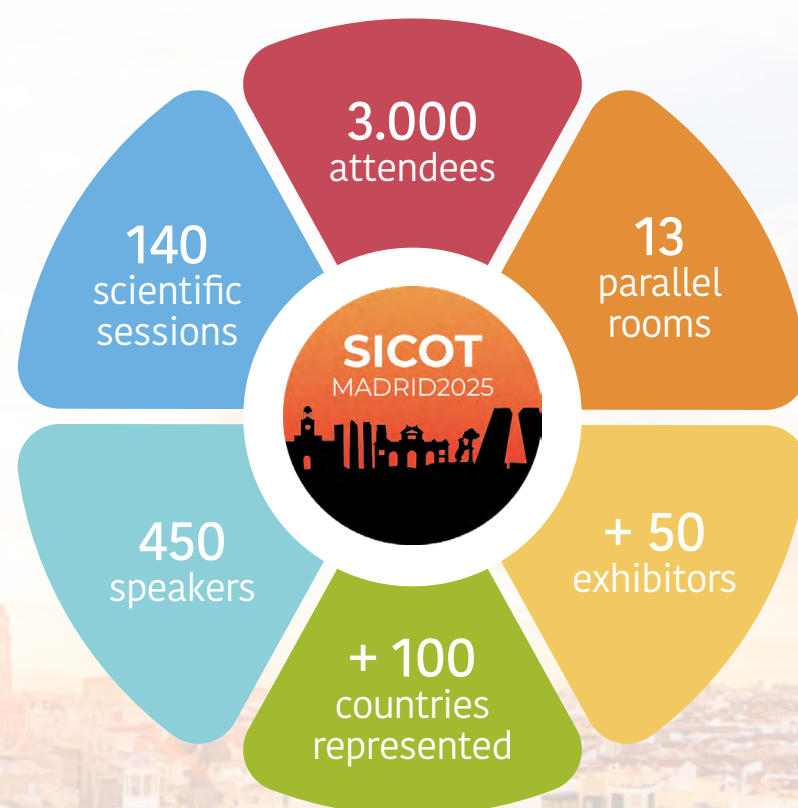 3.000
attendees
13
parallel
rooms
+ 50
exhibitors
+ 100
countries
represented
450
speakers
140
scientific
sessions
SICOT
MADRID2025